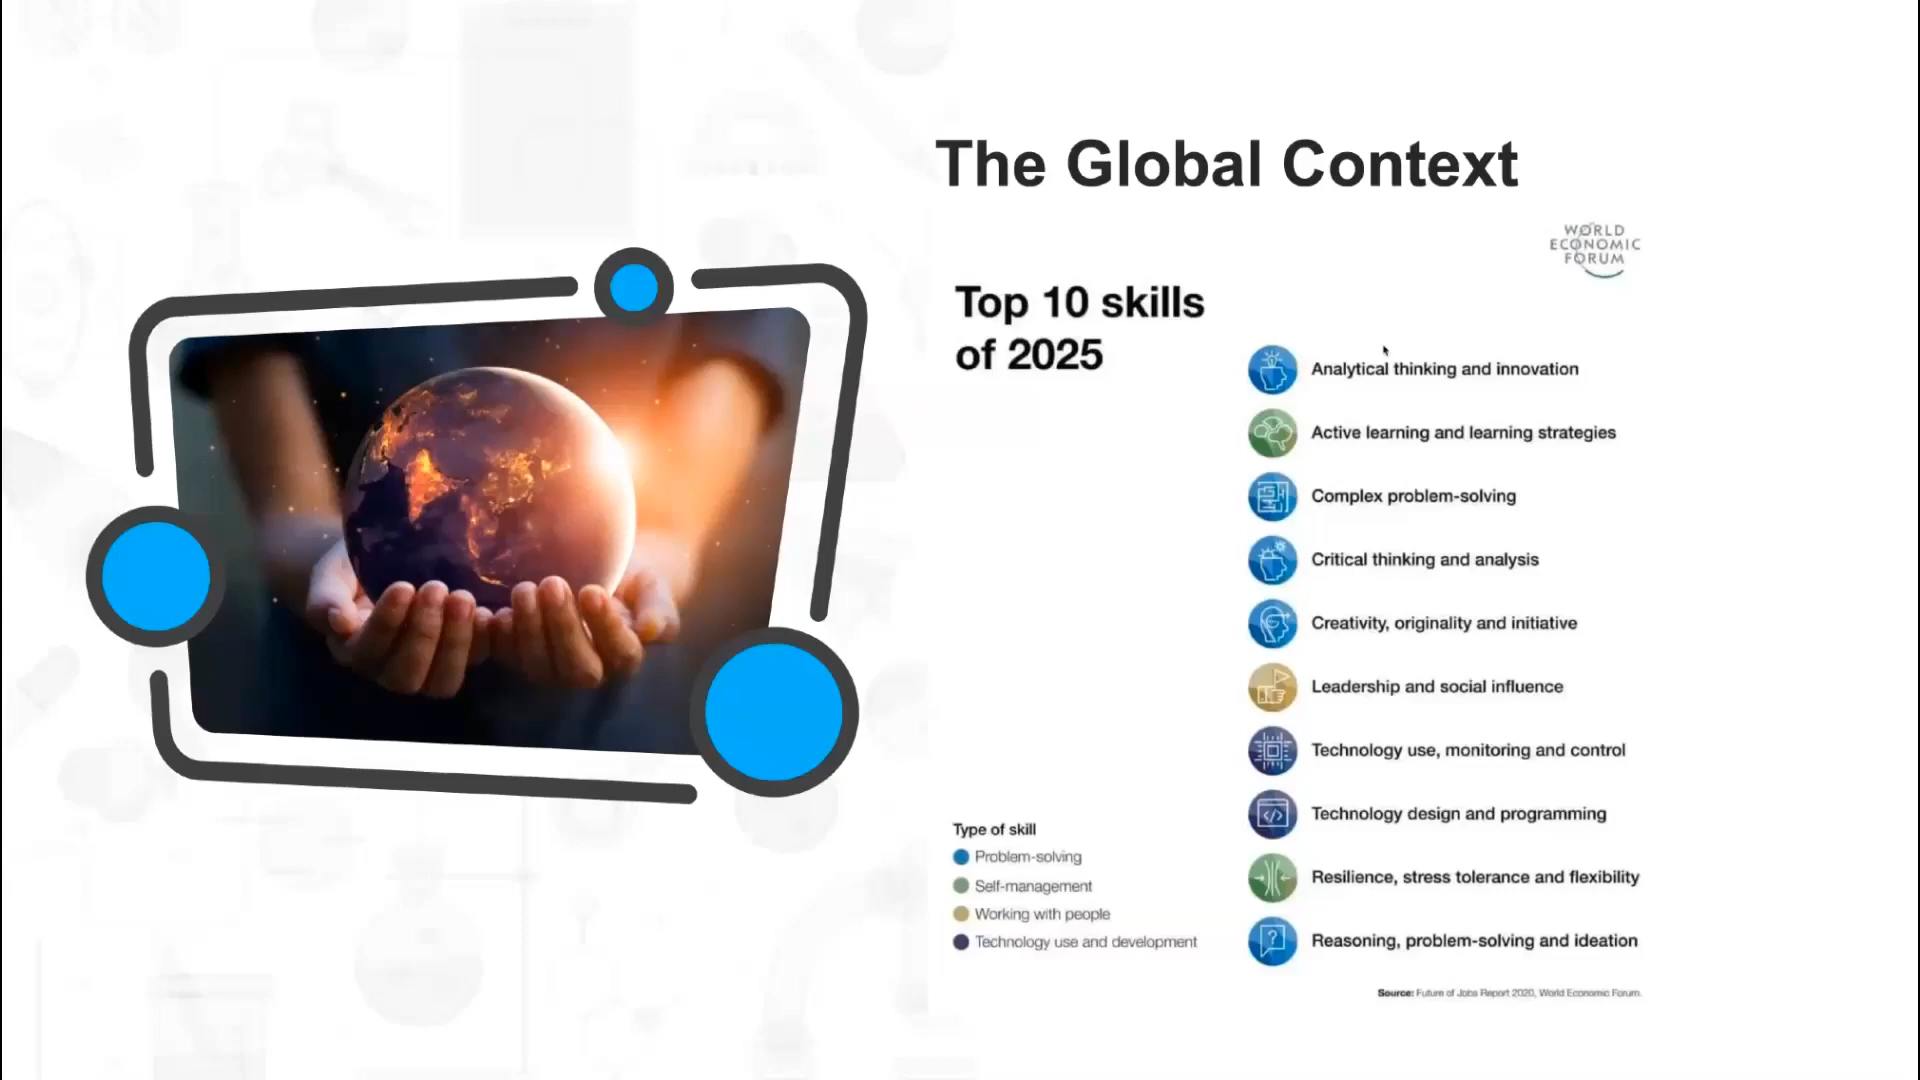 The Global Context
WORLD
ECONOMIC
FORUM
Top 10 skills
of 2025
Analytical thinking and innovation
Active learning and learning strategies
Complex problem-solving
Critical thinking and analysis
Creativity, originality and initiative
Leadership and social influence
Technology use, monitoring and control
Technology design and programming
Resilience, stress tolerance and flexibility
Reasoning, problem-solving and ideation
Type of skill
Problem-solving
Self-management
Working with people
Technology use and development
Source: Future of Jobs Report 2020, World Economic Forum.